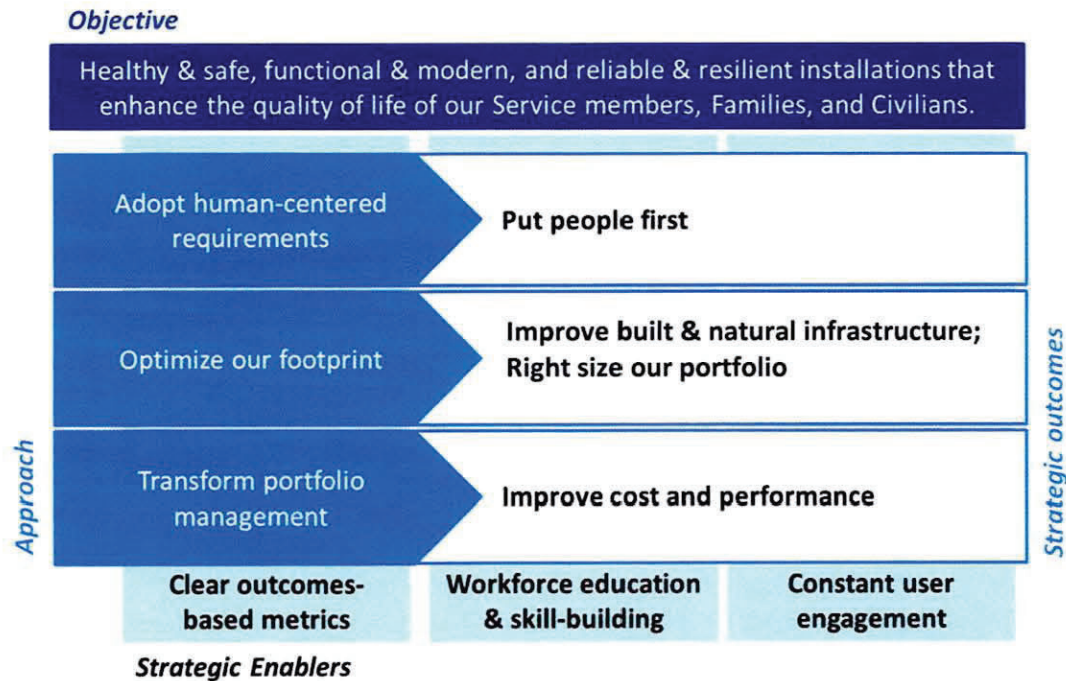 Objective
Healthy & safe, functional & modern, and reliable & resilient installations that
enhance the quality of life of our Service members, Families, and Civilians.
Adopt human-centered
requirements
Put people first
Optimize our footprint
Improve built & natural infrastructure;
Right size our portfolio
Transform portfolio
management
Improve cost and performance
Approach
Strategic outcomes
Clear outcomes-
based metrics
Workforce education
& skill-building
Constant user
engagement
Strategic Enablers